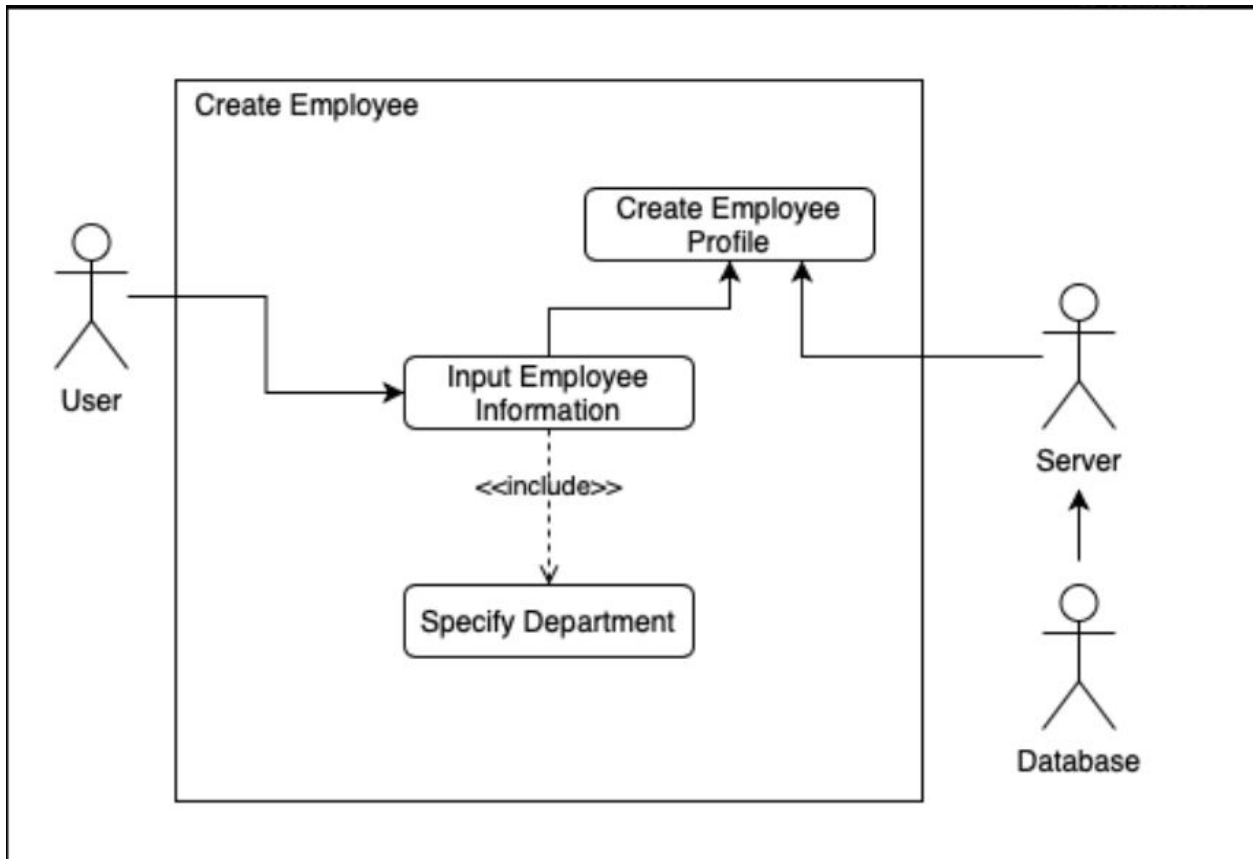 Create Employee
Create Employee
Profile
User
Input Employee
Information
Server
<<include>>
Specify Department
Database